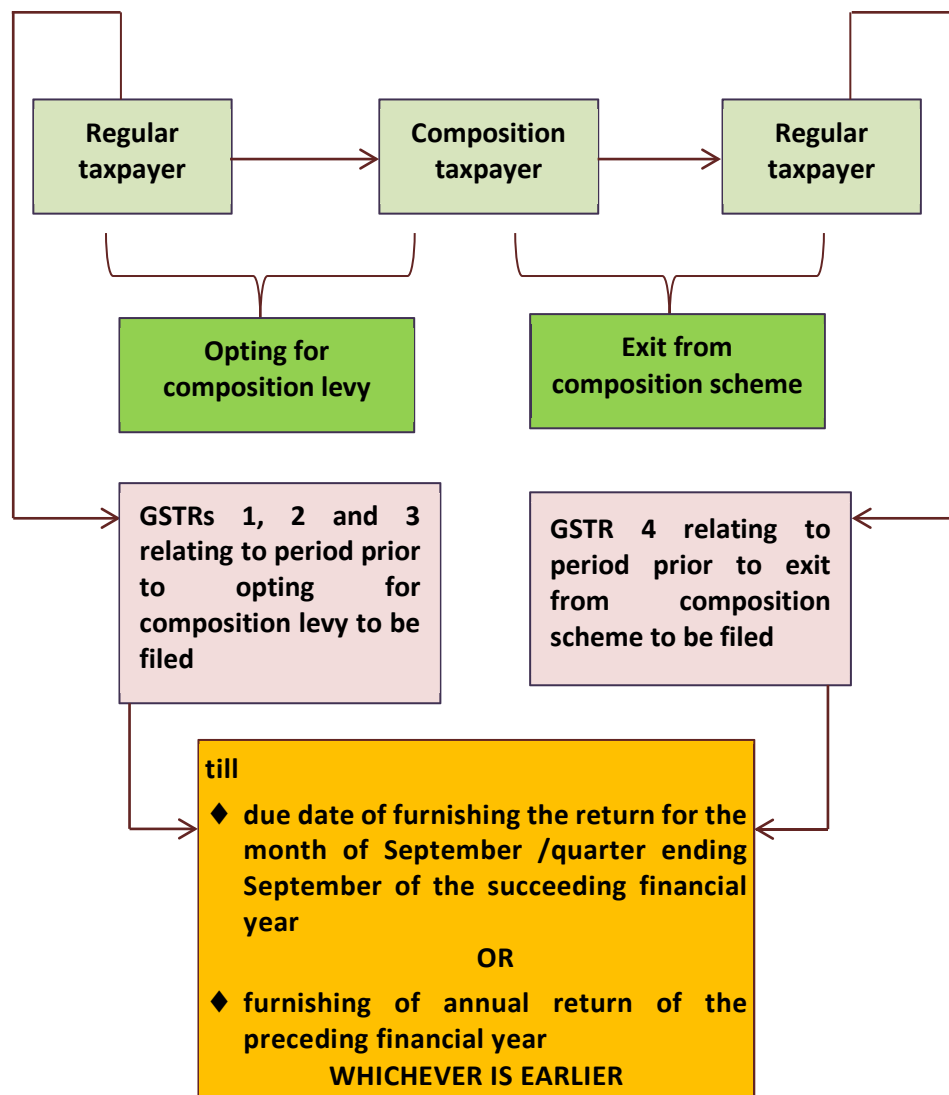 Regular
taxpayer
Composition
taxpayer
Regular
taxpayer
Opting for
composition levy
Exit from
composition scheme
GSTRs 1, 2 and 3
relating to period prior
to opting for
composition levy to be
filed
GSTR 4 relating to
period prior to exit
from composition
scheme to be filed
till
♦ due date of furnishing the return for the
month of September /quarter ending
September of the succeeding financial
year
OR
♦ furnishing of annual return of the
preceding financial year
WHICHEVER IS EARLIER